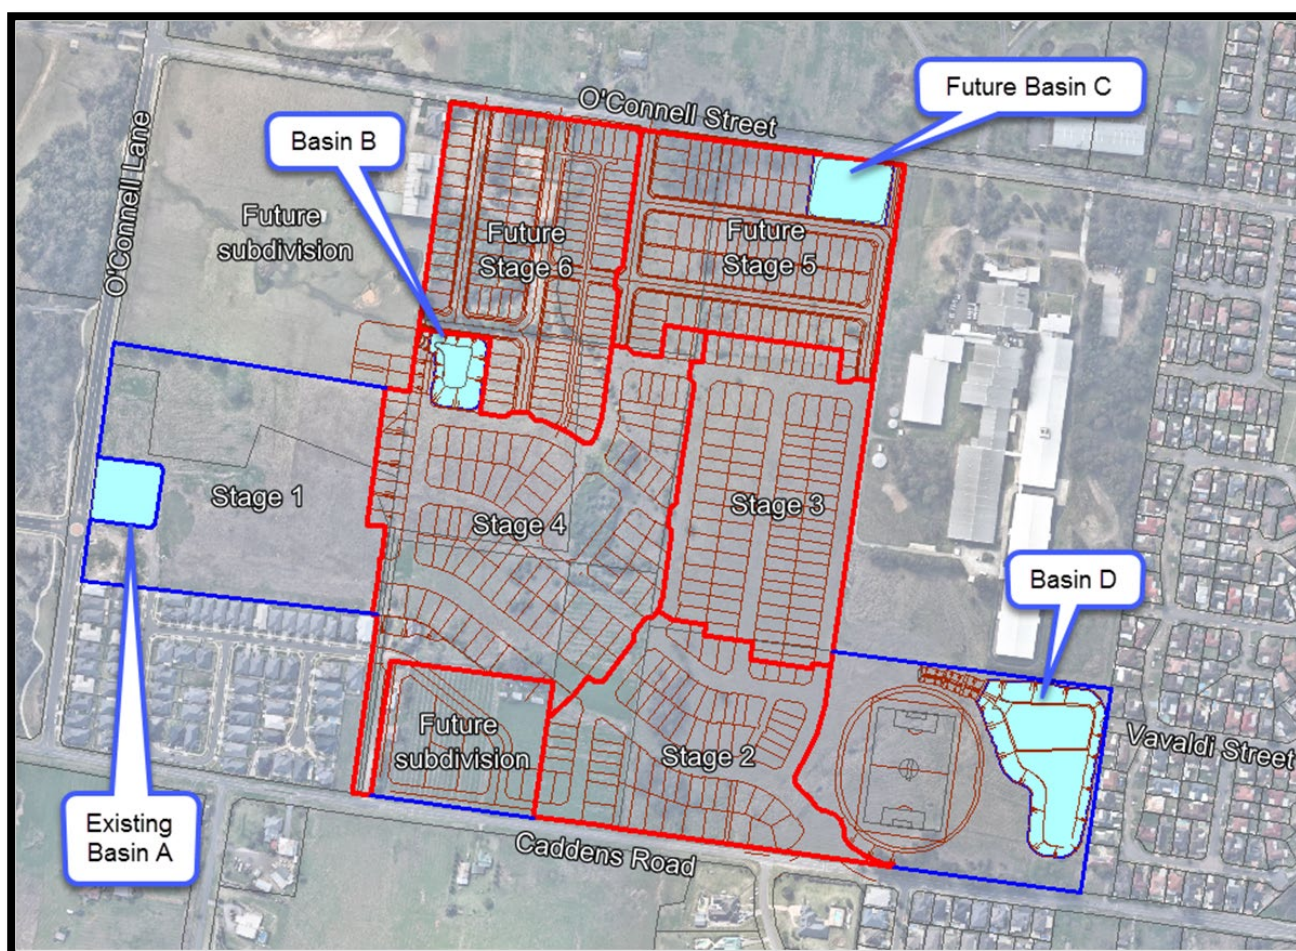 Future Basin C
O'Connell Street
Basin B
O'Connell Lane
Future
subdivision
Future
Stage 6
Future
Stage 5
Stage 1
Stage 4
Stage 3
Basin D
Future
subdivision
Stage 2
Vavaldi Street
Existing
Basin A
Caddens Road